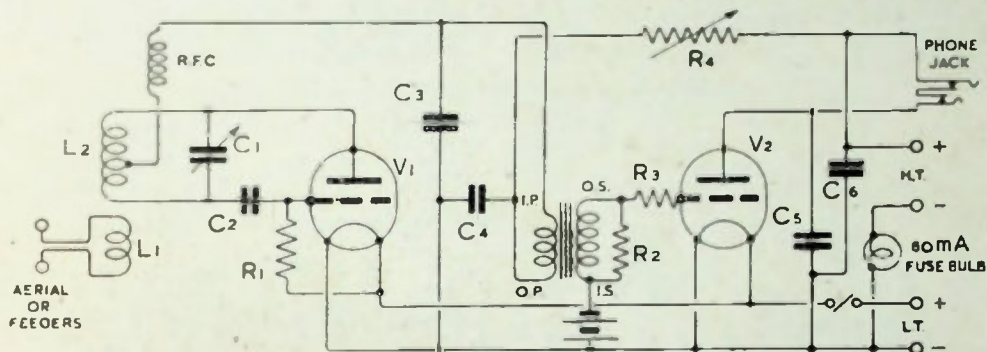 R.F.C
L2
C1
C2
L1
AERIAL
OR
FEEDERS
R1
V1
C3
C4
I.P.
O.P.
O.S.
I.S.
R2
R3
R4
V2
C5
C6
PHONE
JACK
+
H.T.
-
60mA
FUSE BULB
+
L.T.
-